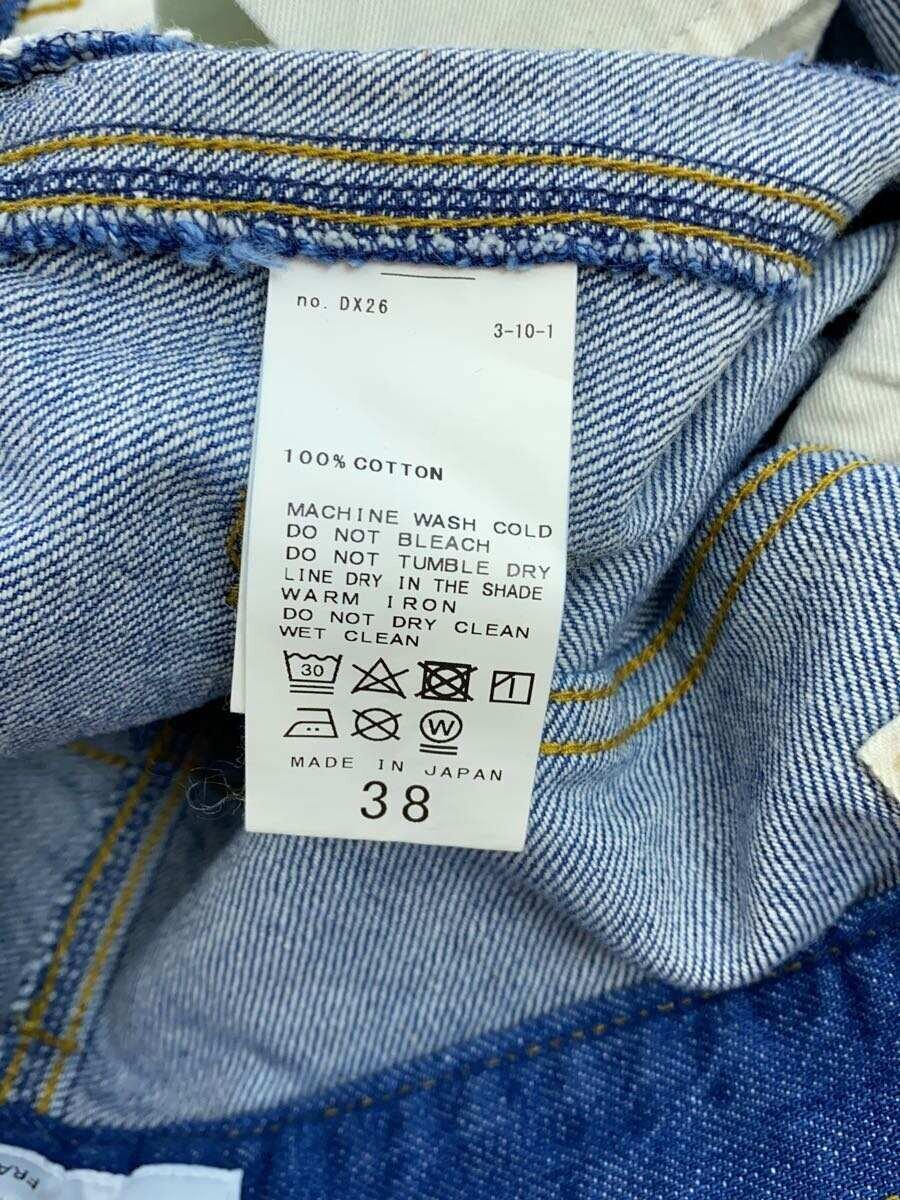 no. DX26
3-10-1
100% COTTON
MACHINE WASH COLD
DO NOT BLEACH
DO NOT TUMBLE DRY
LINE DRY IN THE SHADE
WARM IRON
DO NOT DRY CLEAN
WET CLEAN
30
W
MADE IN JAPAN
38